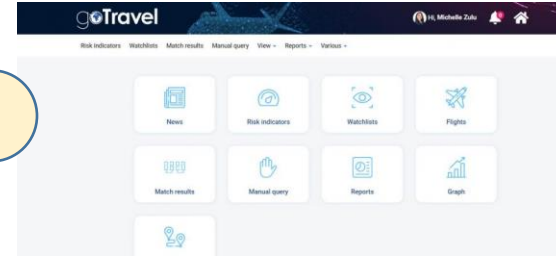 goTravel
Hi, Michelle Zulu
Risk indicators Watchlists Match results Manual query View Reports Various
News Risk indicators Watchlists Flights
Match results Manual query Reports Graph